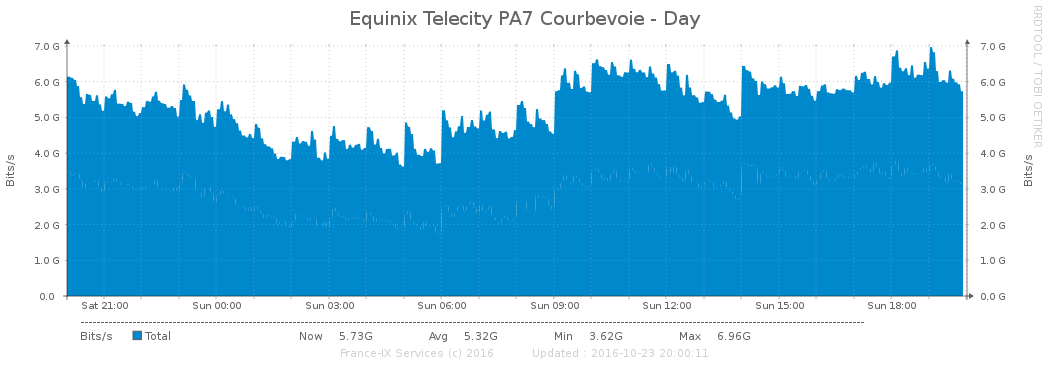 Equinix Telecity PA7 Courbevoie - Day
RRDTOOL / TOBI OETIKER
Bits/s
7.0 G
6.0 G
5.0 G
4.0 G
3.0 G
2.0 G
1.0 G
0.0
7.0 G
6.0 G
5.0 G
4.0 G
3.0 G
2.0 G
1.0 G
0.0 G
Bits/s
Sat 21:00 Sun 00:00 Sun 03:00 Sun 06:00 Sun 09:00 Sun 12:00 Sun 15:00 Sun 18:00
Bits/s Total Now 5.73G Avg 5.32G Min 3.62G Max 6.96G
France-IX Services (c) 2016 Updated : 2016-10-23 20:00:11